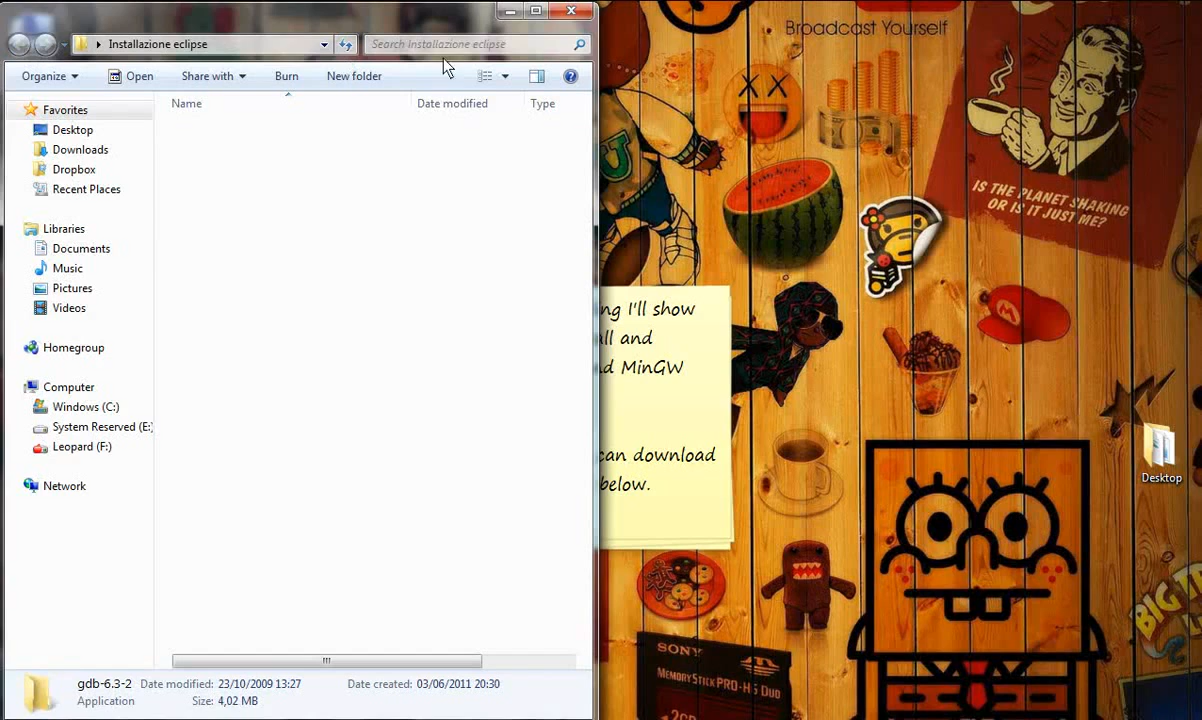 Installazione eclipse
Search Installazione eclipse
Organize
Open
Share with
Burn
New folder
Name
Date modified
Type
Favorites
Desktop
Downloads
Dropbox
Recent Places
Libraries
Documents
Music
Pictures
Videos
Homegroup
Computer
Windows (C:)
System Reserved (E:
Leopard (F:)
Network
gdb-6.3-2
Date modified: 23/10/2009 13:27
Date created: 03/06/2011 20:30
Application
Size: 4,02 MB
Broadcast Yourself
IS THE PLANET SHAKING
OR IS IT JUST ME?
U
ng I'll show
all and
nd MinGW
can download
below.
M
Desktop
BIG T
SONY
MEMORY STICK PRO-HG DUO